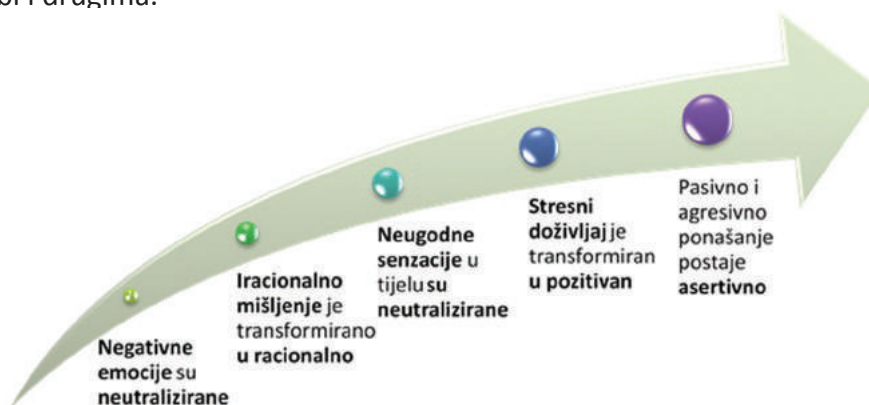 i drugima.
Negativne
emocije su
neutralizirane
Iracionalno
mišljenje je
transformirano
u racionalno
Neugodne
senzacije u
tijelu su
neutralizirane
Stresni
doživljaj je
transformiran
u pozitivan
Pasivno i
agresivno
ponašanje
postaje
asertivno